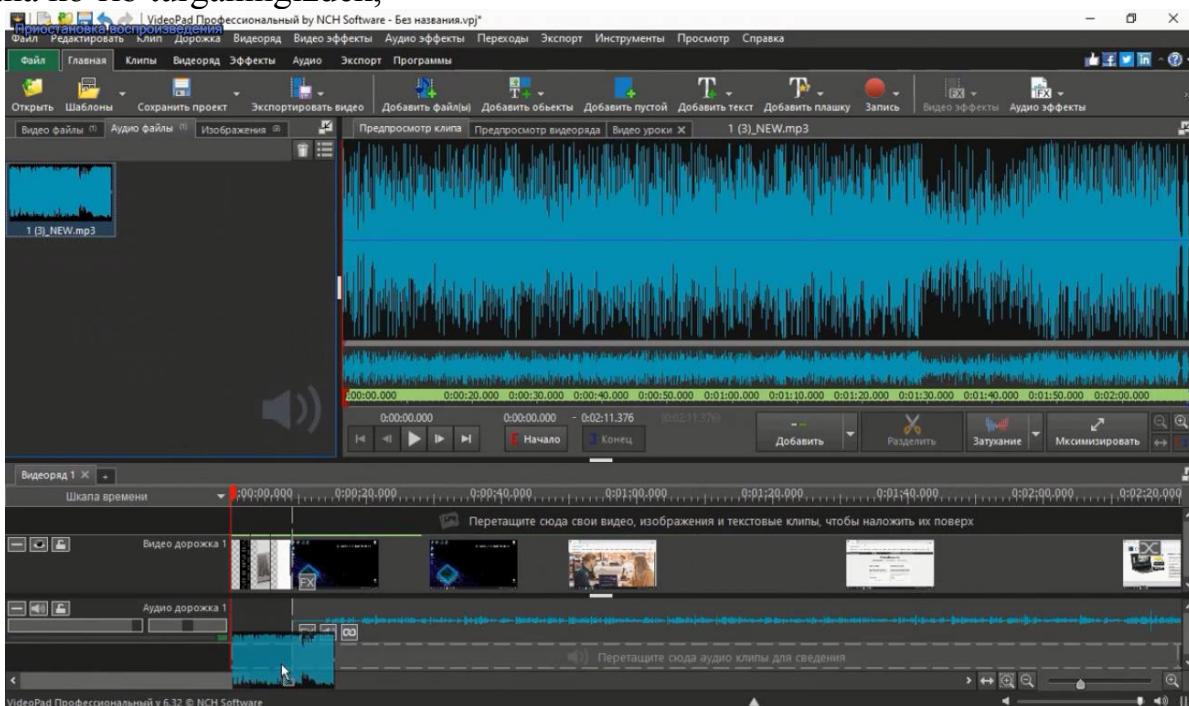 VideoPad Профессиональный by NCH Software - Без названия.vpj*
Приостановка воспроизведения
Файл Редактировать Клип Дорожка Видеоряд Видео эффекты Аудио эффекты Переходы Экспорт Инструменты Просмотр Справка
Файл Главная Клипы Видеоряд Эффекты Аудио Экспорт Программы
Открыть Шаблоны Сохранить проект Экспортировать видео Добавить файл(ы) Добавить объекты Добавить пустой Добавить текст Добавить плашку Запись Видео эффекты Аудио эффекты
Видео файлы (1) Аудио файлы (1) Изображения Предпросмотр клипа Предпросмотр видеоряда Видео уроки 1 (3)_NEW.mp3
1 (3)_NEW.mp3
0:00:20.000 0:00:30.000 0:00:40.000 0:00:50.000 0:01:00.000 0:01:10.000 0:01:20.000 0:01:30.000 0:01:40.000 0:01:50.000 0:02:00.000
0:00:00.000 0:00:00.000 - 0:02:11.376 (0:02:11.376)
Начало Конец Добавить Разделить Затухание Мксимизировать
Видеоряд 1
Шкала времени :00:00.000 0:00:20.000 0:00:40.000 0:01:00.000 0:01:20.000 0:01:40.000 0:02:00.000 0:02:20.000
Перетащите сюда свои видео, изображения и текстовые клипы, чтобы наложить их поверх
Видео дорожка 1
FX
Аудио дорожка 1
Перетащите сюда аудио клипы для сведения
VideoPad Профессиональный v 6.32 © NCH Software